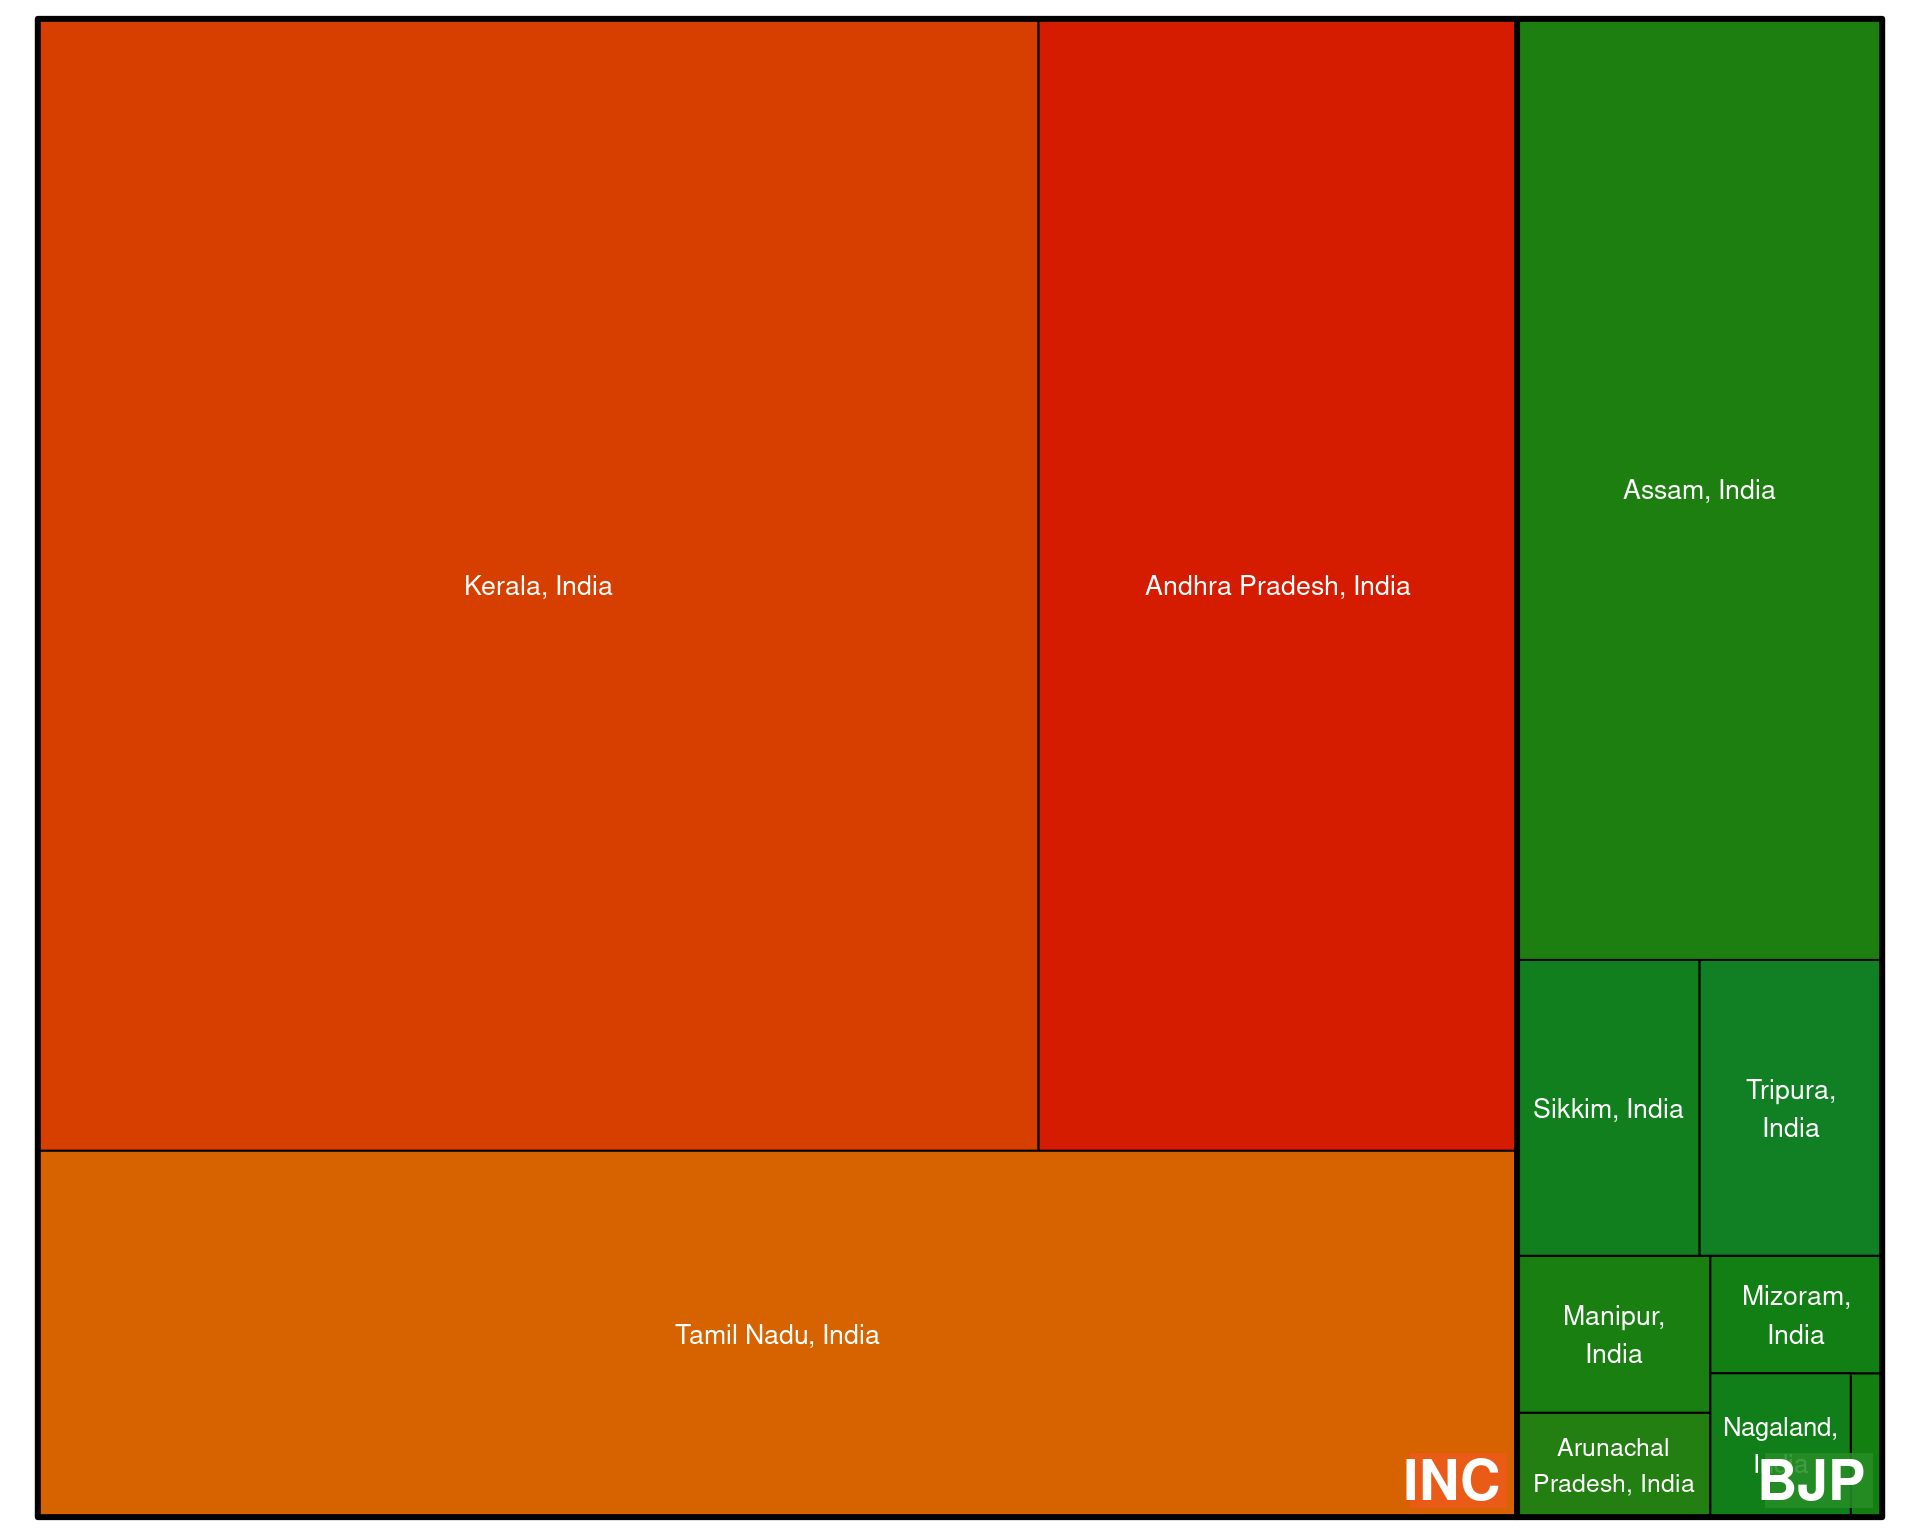 Kerala, India
Andhra Pradesh, India
Assam, India
Sikkim, India
Tripura,
India
Tamil Nadu, India
Manipur,
India
Mizoram,
India
Arunachal
Pradesh, India
Nagaland,
India
INC
BJP